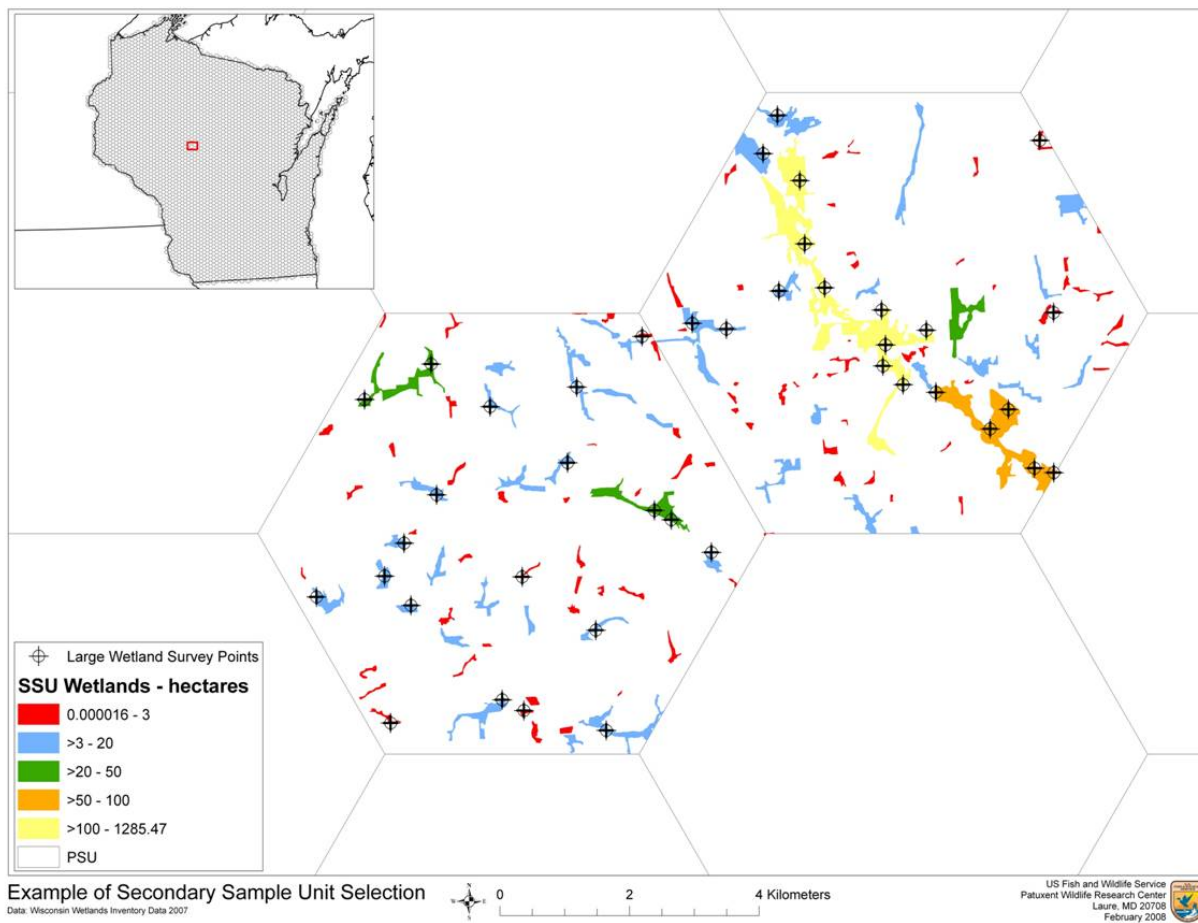 Large Wetland Survey Points
SSU Wetlands - hectares
0.000016 - 3
>3 - 20
>20 - 50
>50 - 100
>100 - 1285.47
PSU
Example of Secondary Sample Unit Selection
Data: Wisconsin Wetlands Inventory Data 2007
N
W
E
S
0 2 4 Kilometers
US Fish and Wildlife Service
Patuxent Wildlife Research Center
Laure, MD 20708
February 2008